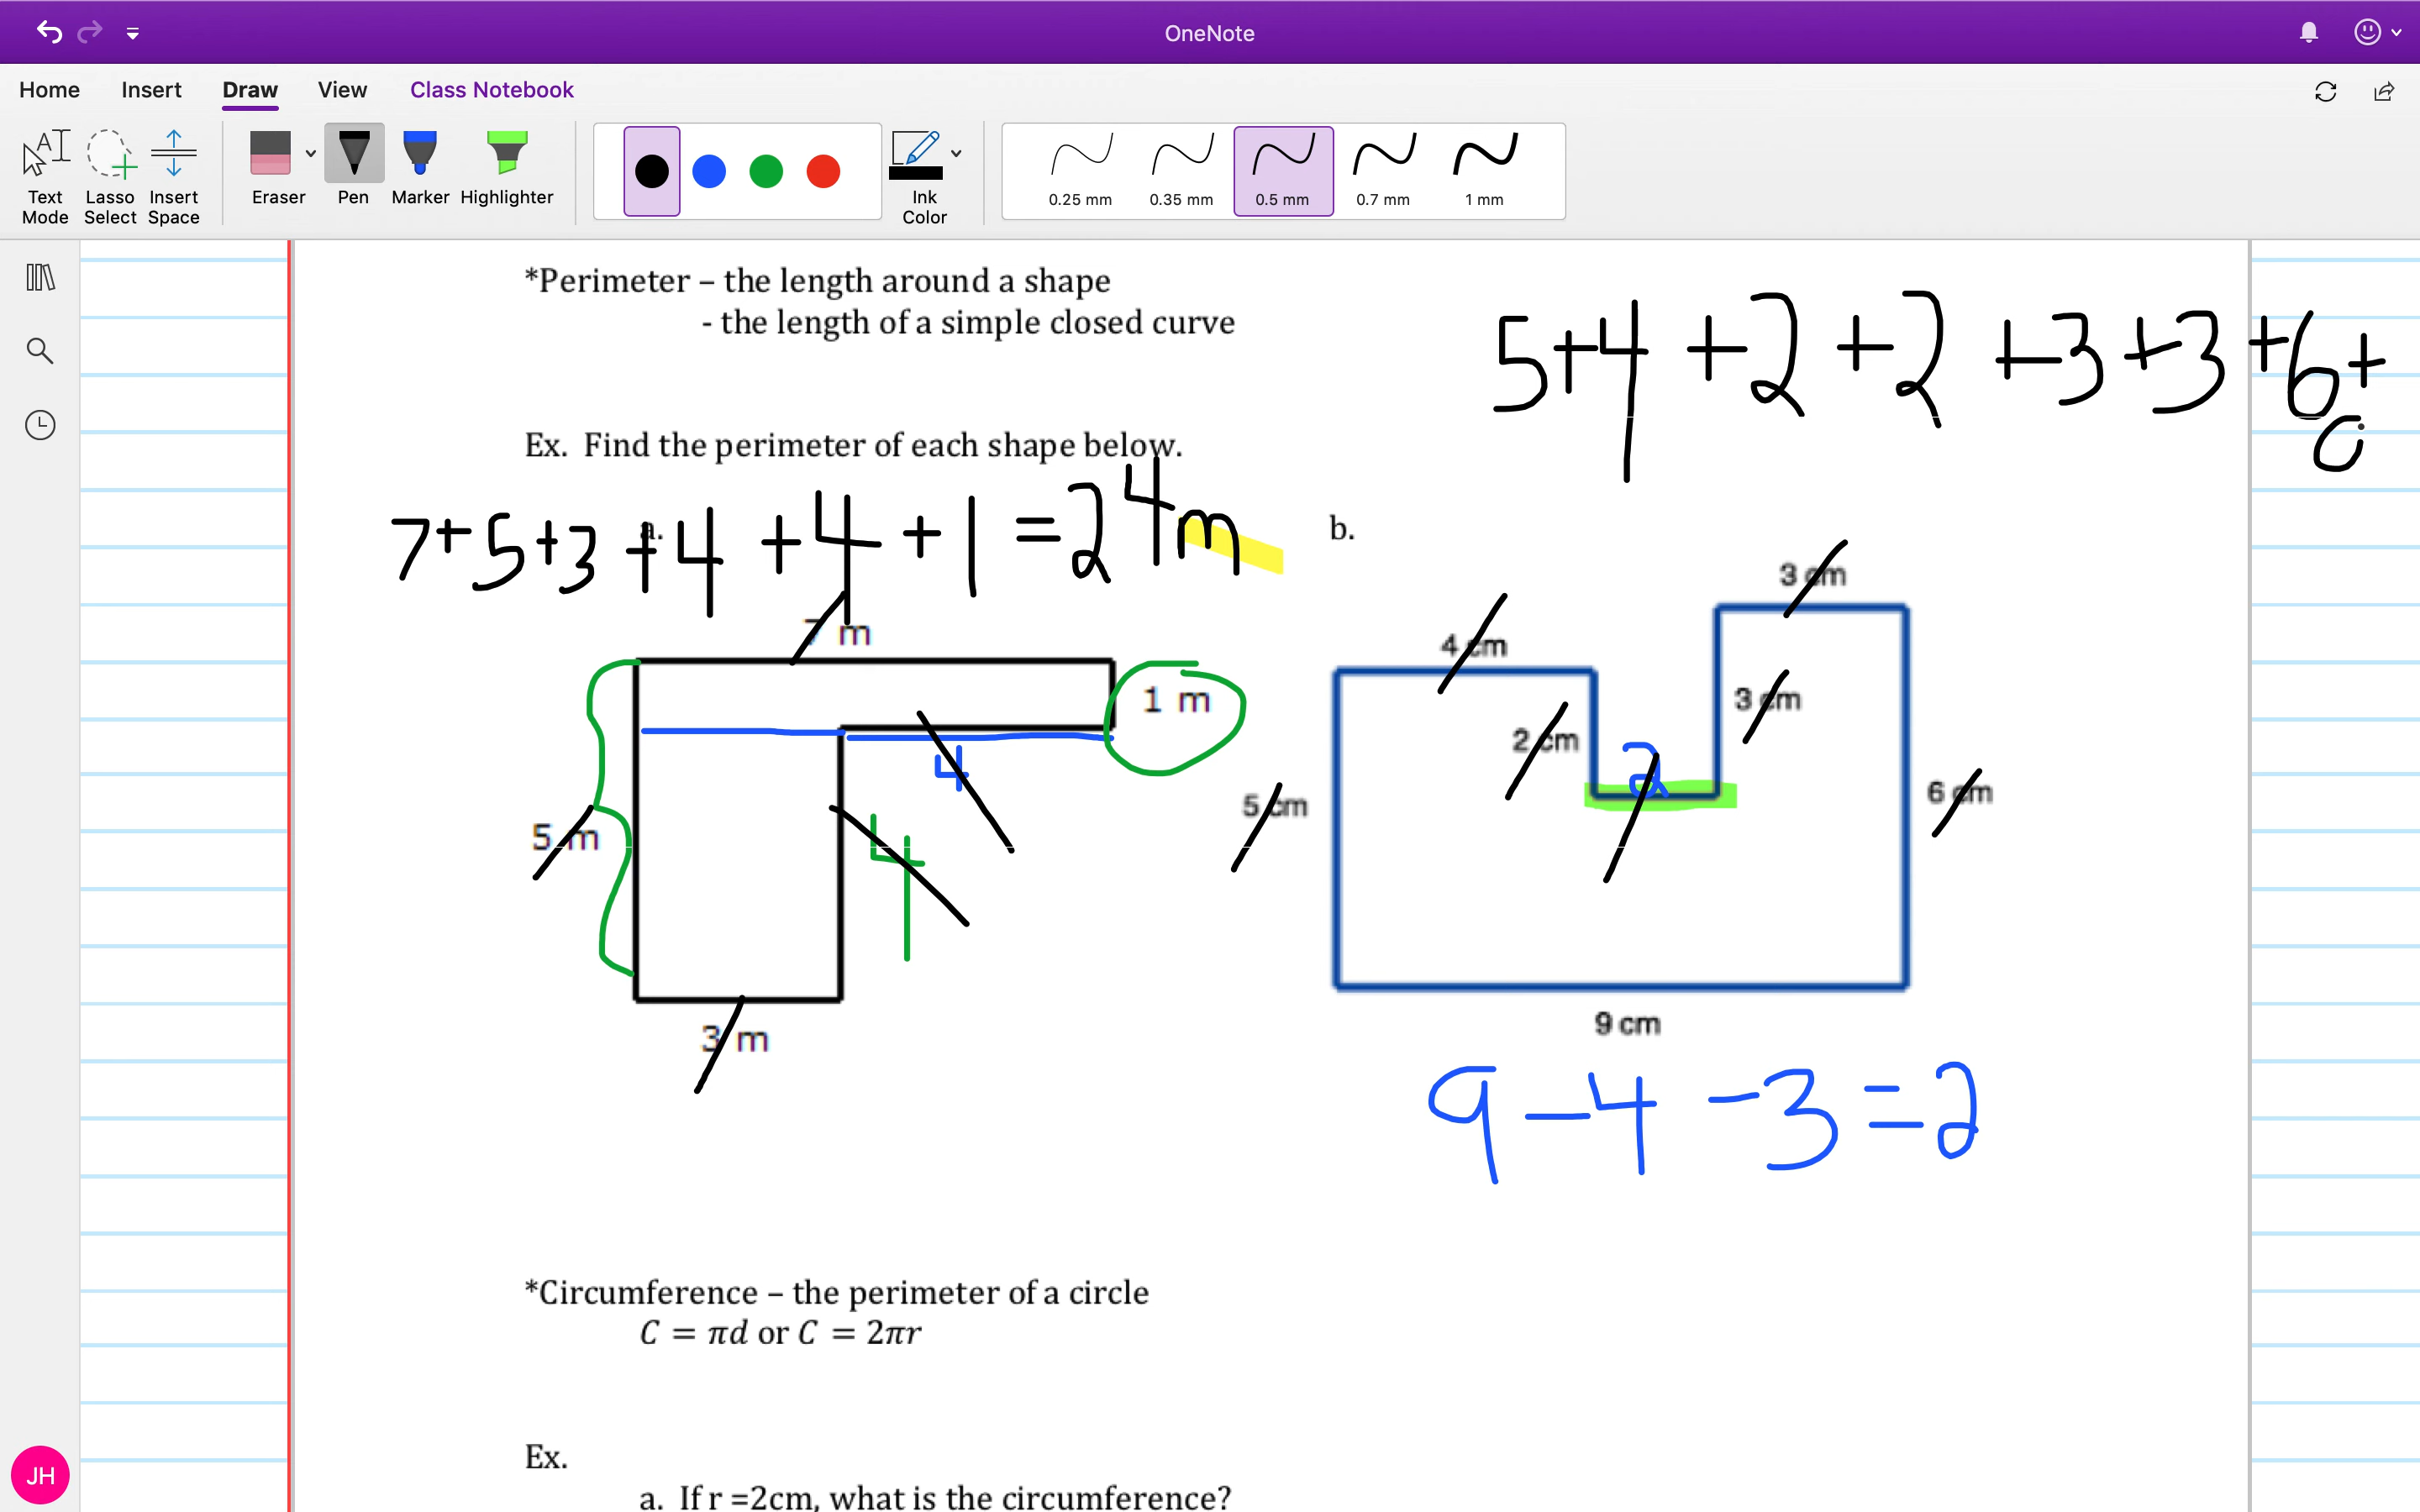 OneNote
Home Insert Draw View Class Notebook
Text Mode Lasso Select Insert Space Eraser Pen Marker Highlighter Ink Color 0.25 mm 0.35 mm 0.5 mm 0.7 mm 1 mm
*Perimeter – the length around a shape
- the length of a simple closed curve
5+4+2+2+3+3+6+
Ex. Find the perimeter of each shape below.
a.
7+5+3+4+4+1=24m
b.
7 m
1 m
5 m
4
4
3 m
3 cm
4 cm
3 cm
2 cm
2
5 cm
6 cm
9 cm
9-4-3=2
*Circumference – the perimeter of a circle
C = πd or C = 2πr
Ex.
a. If r =2cm, what is the circumference?
JH